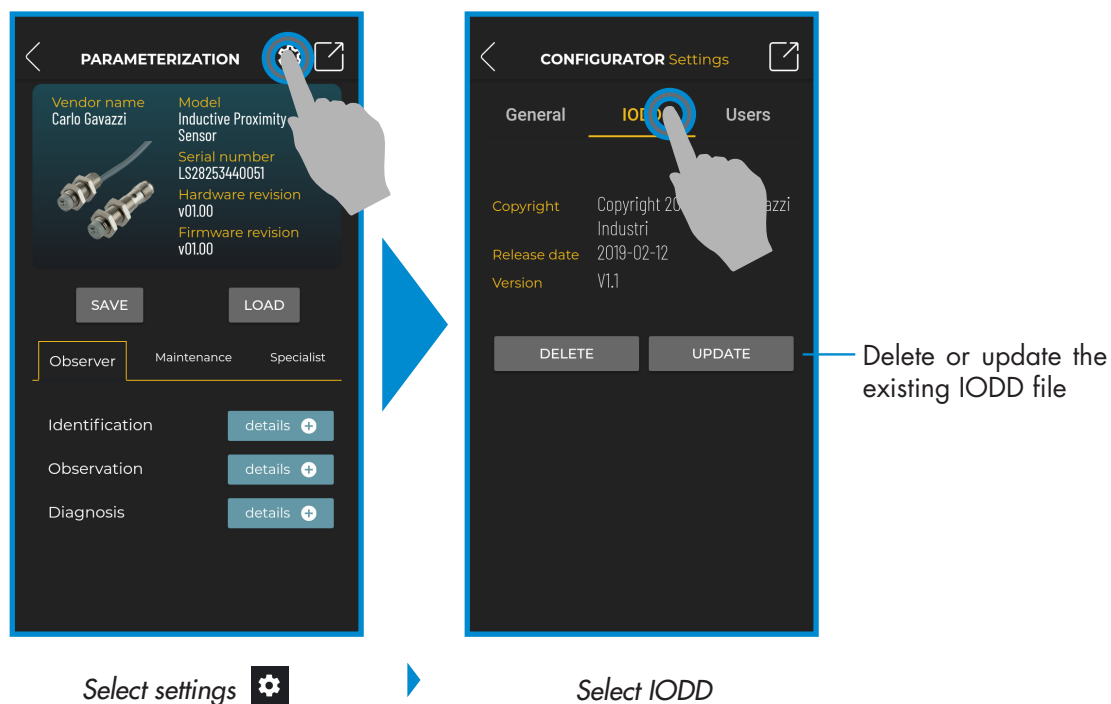 PARAMETERIZATION
Vendor name
Carlo Gavazzi
Model
Inductive Proximity
Sensor
Serial number
LS28253440051
Hardware revision
v01.00
Firmware revision
v01.00
SAVE
LOAD
Observer
Maintenance
Specialist
Identification
details
Observation
details
Diagnosis
details
Select settings
CONFIGURATOR Settings
General
Users
Copyright
Copyright
Industri
Release date
2019-02-12
Version
V1.1
DELETE
UPDATE
Delete or update the
existing IODD file
Select IODD